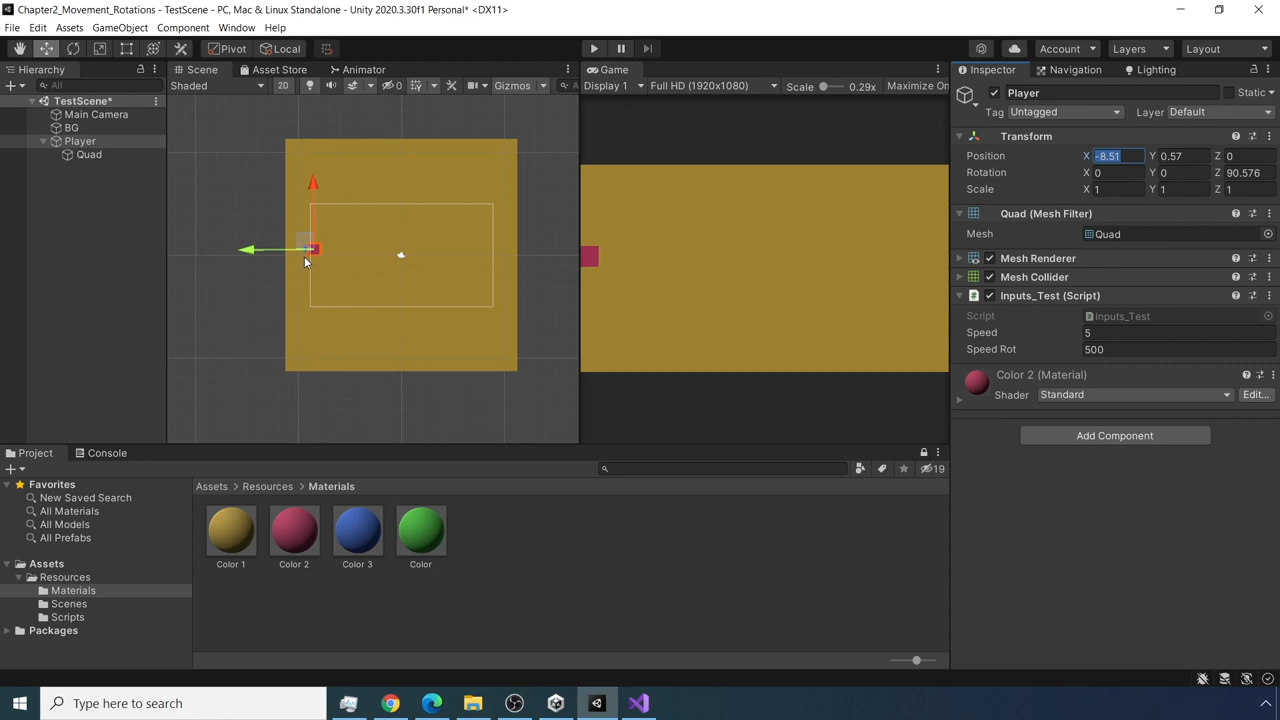 Chapter2_Movement_Rotations - TestScene - PC, Mac & Linux Standalone - Unity 2020.3.30f1 Personal* <DX11>
File Edit Assets GameObject Component Window Help
Pivot Local Account Layers Layout
Hierarchy Scene Asset Store Animator Game Inspector Navigation Lighting
All Shaded 2D 0 Gizmos All Display 1 Full HD (1920x1080) Scale 0.29x Maximize On
Player Static
Tag Untagged Layer Default
TestScene*
Main Camera
BG
Player
Quad
Transform
Position X -8.51 Y 0.57 Z 0
Rotation X 0 Y 0 Z 90.576
Scale X 1 Y 1 Z 1
Quad (Mesh Filter)
Mesh Quad
Mesh Renderer
Mesh Collider
Inputs_Test (Script)
Script Inputs_Test
Speed 5
Speed Rot 500
Color 2 (Material)
Shader Standard Edit...
Add Component
Project Console
19
Favorites
New Saved Search
All Materials
All Models
All Prefabs
Assets
Resources
Materials
Scenes
Scripts
Packages
Assets > Resources > Materials
Color 1 Color 2 Color 3 Color
Type here to search